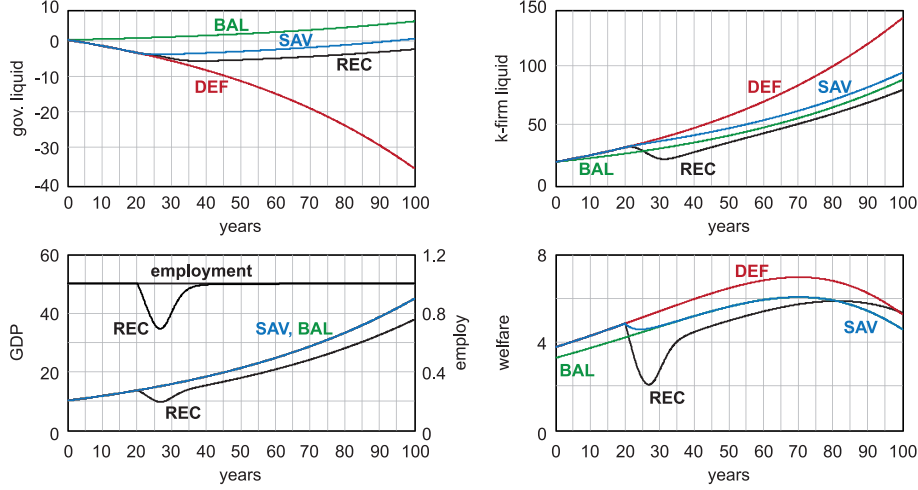 10
0
-10
-20
-30
-40
gov. liquid
BAL
SAV
REC
DEF
0 10 20 30 40 50 60 70 80 90 100
years
150
100
50
0
k-firm liquid
DEF
SAV
BAL
REC
0 10 20 30 40 50 60 70 80 90 100
years
60
40
20
0
GDP
employment
REC
SAV, BAL
REC
1.2
0.8
0.4
0
employ
0 10 20 30 40 50 60 70 80 90 100
years
8
4
0
welfare
DEF
SAV
BAL
REC
0 10 20 30 40 50 60 70 80 90 100
years